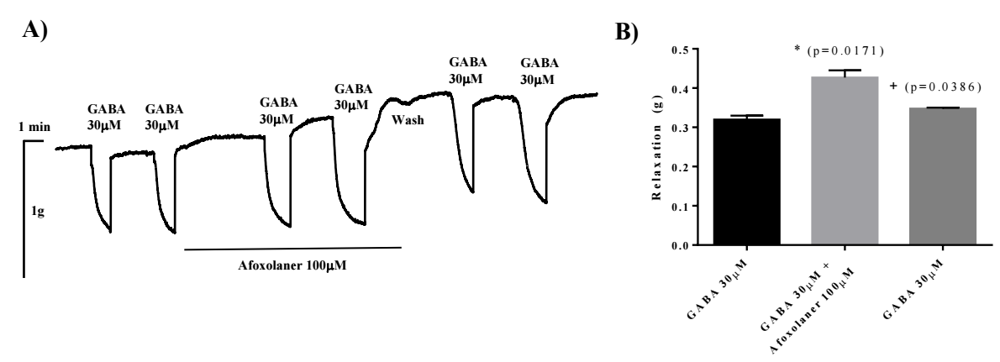 A)
GABA
30μM
GABA
30μM
GABA
30μM
GABA
30μM
GABA
30μM
GABA
30μM
Wash
1 min
1g
Afoxolaner 100μM
B)
* (p=0.0171)
+ (p=0.0386)
Relaxation (g)
0.5
0.4
0.3
0.2
0.1
0.0
GABA 30μM
GABA 30μM +
Afoxolaner 100μM
GABA 30μM